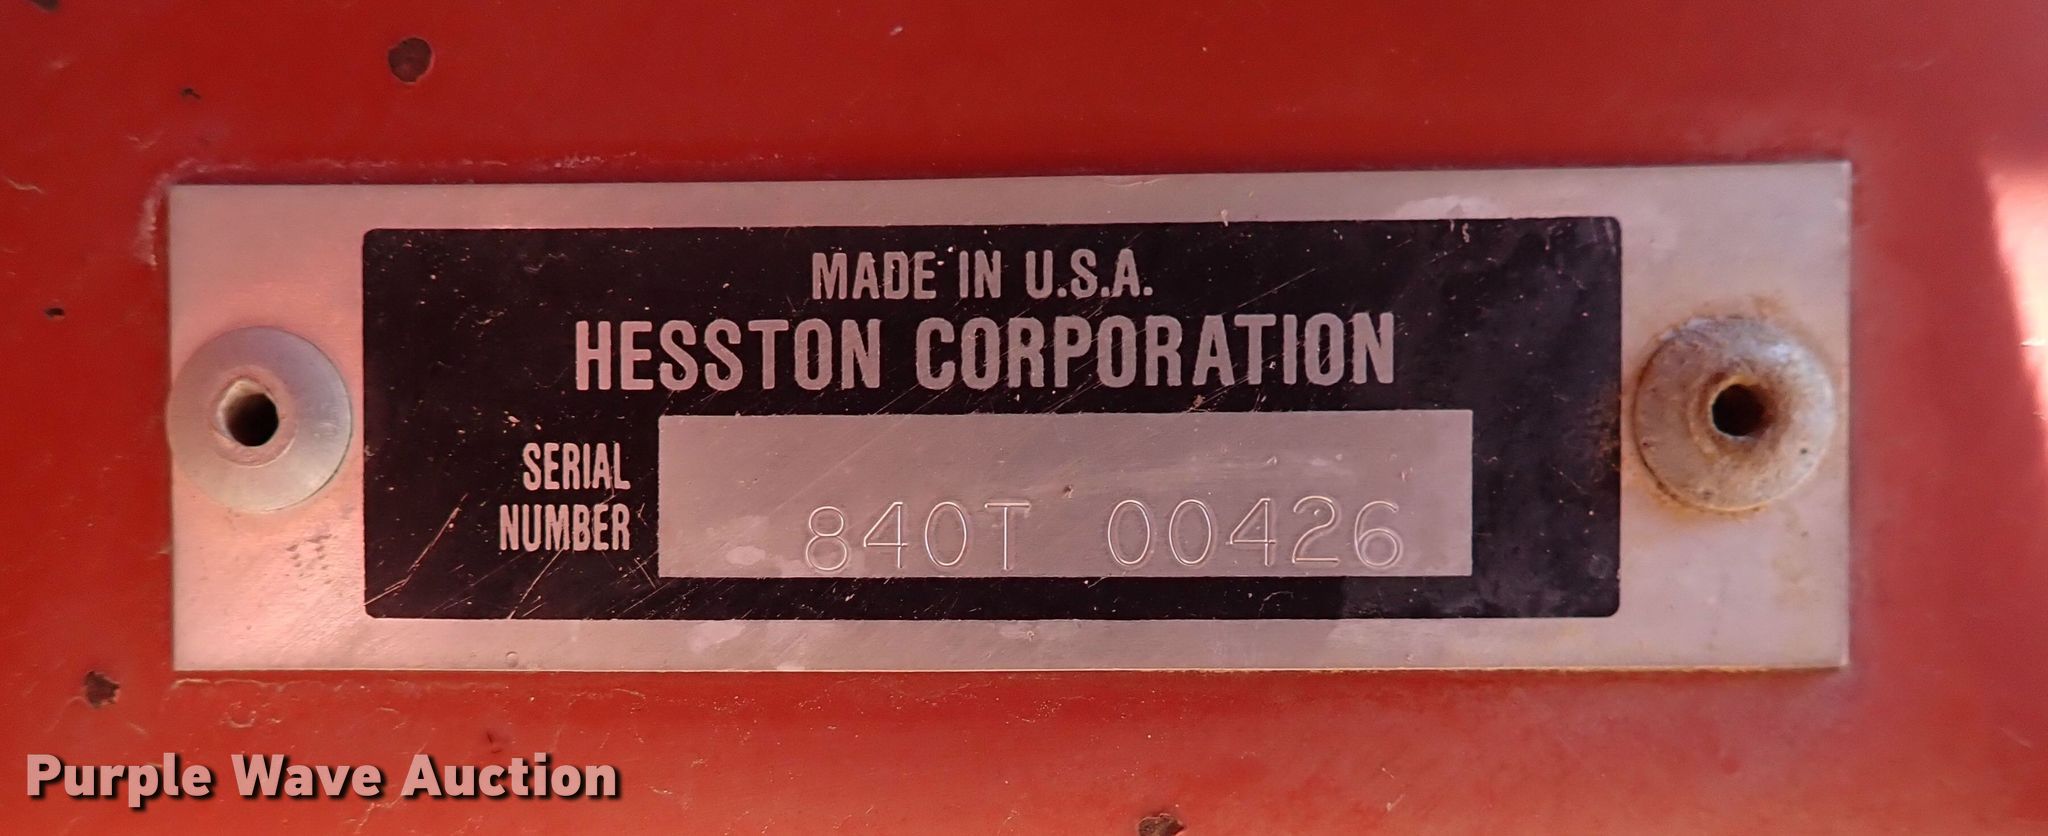 MADE IN U.S.A.
HESSTON CORPORATION
SERIAL
NUMBER
840T 00426
Purple Wave Auction